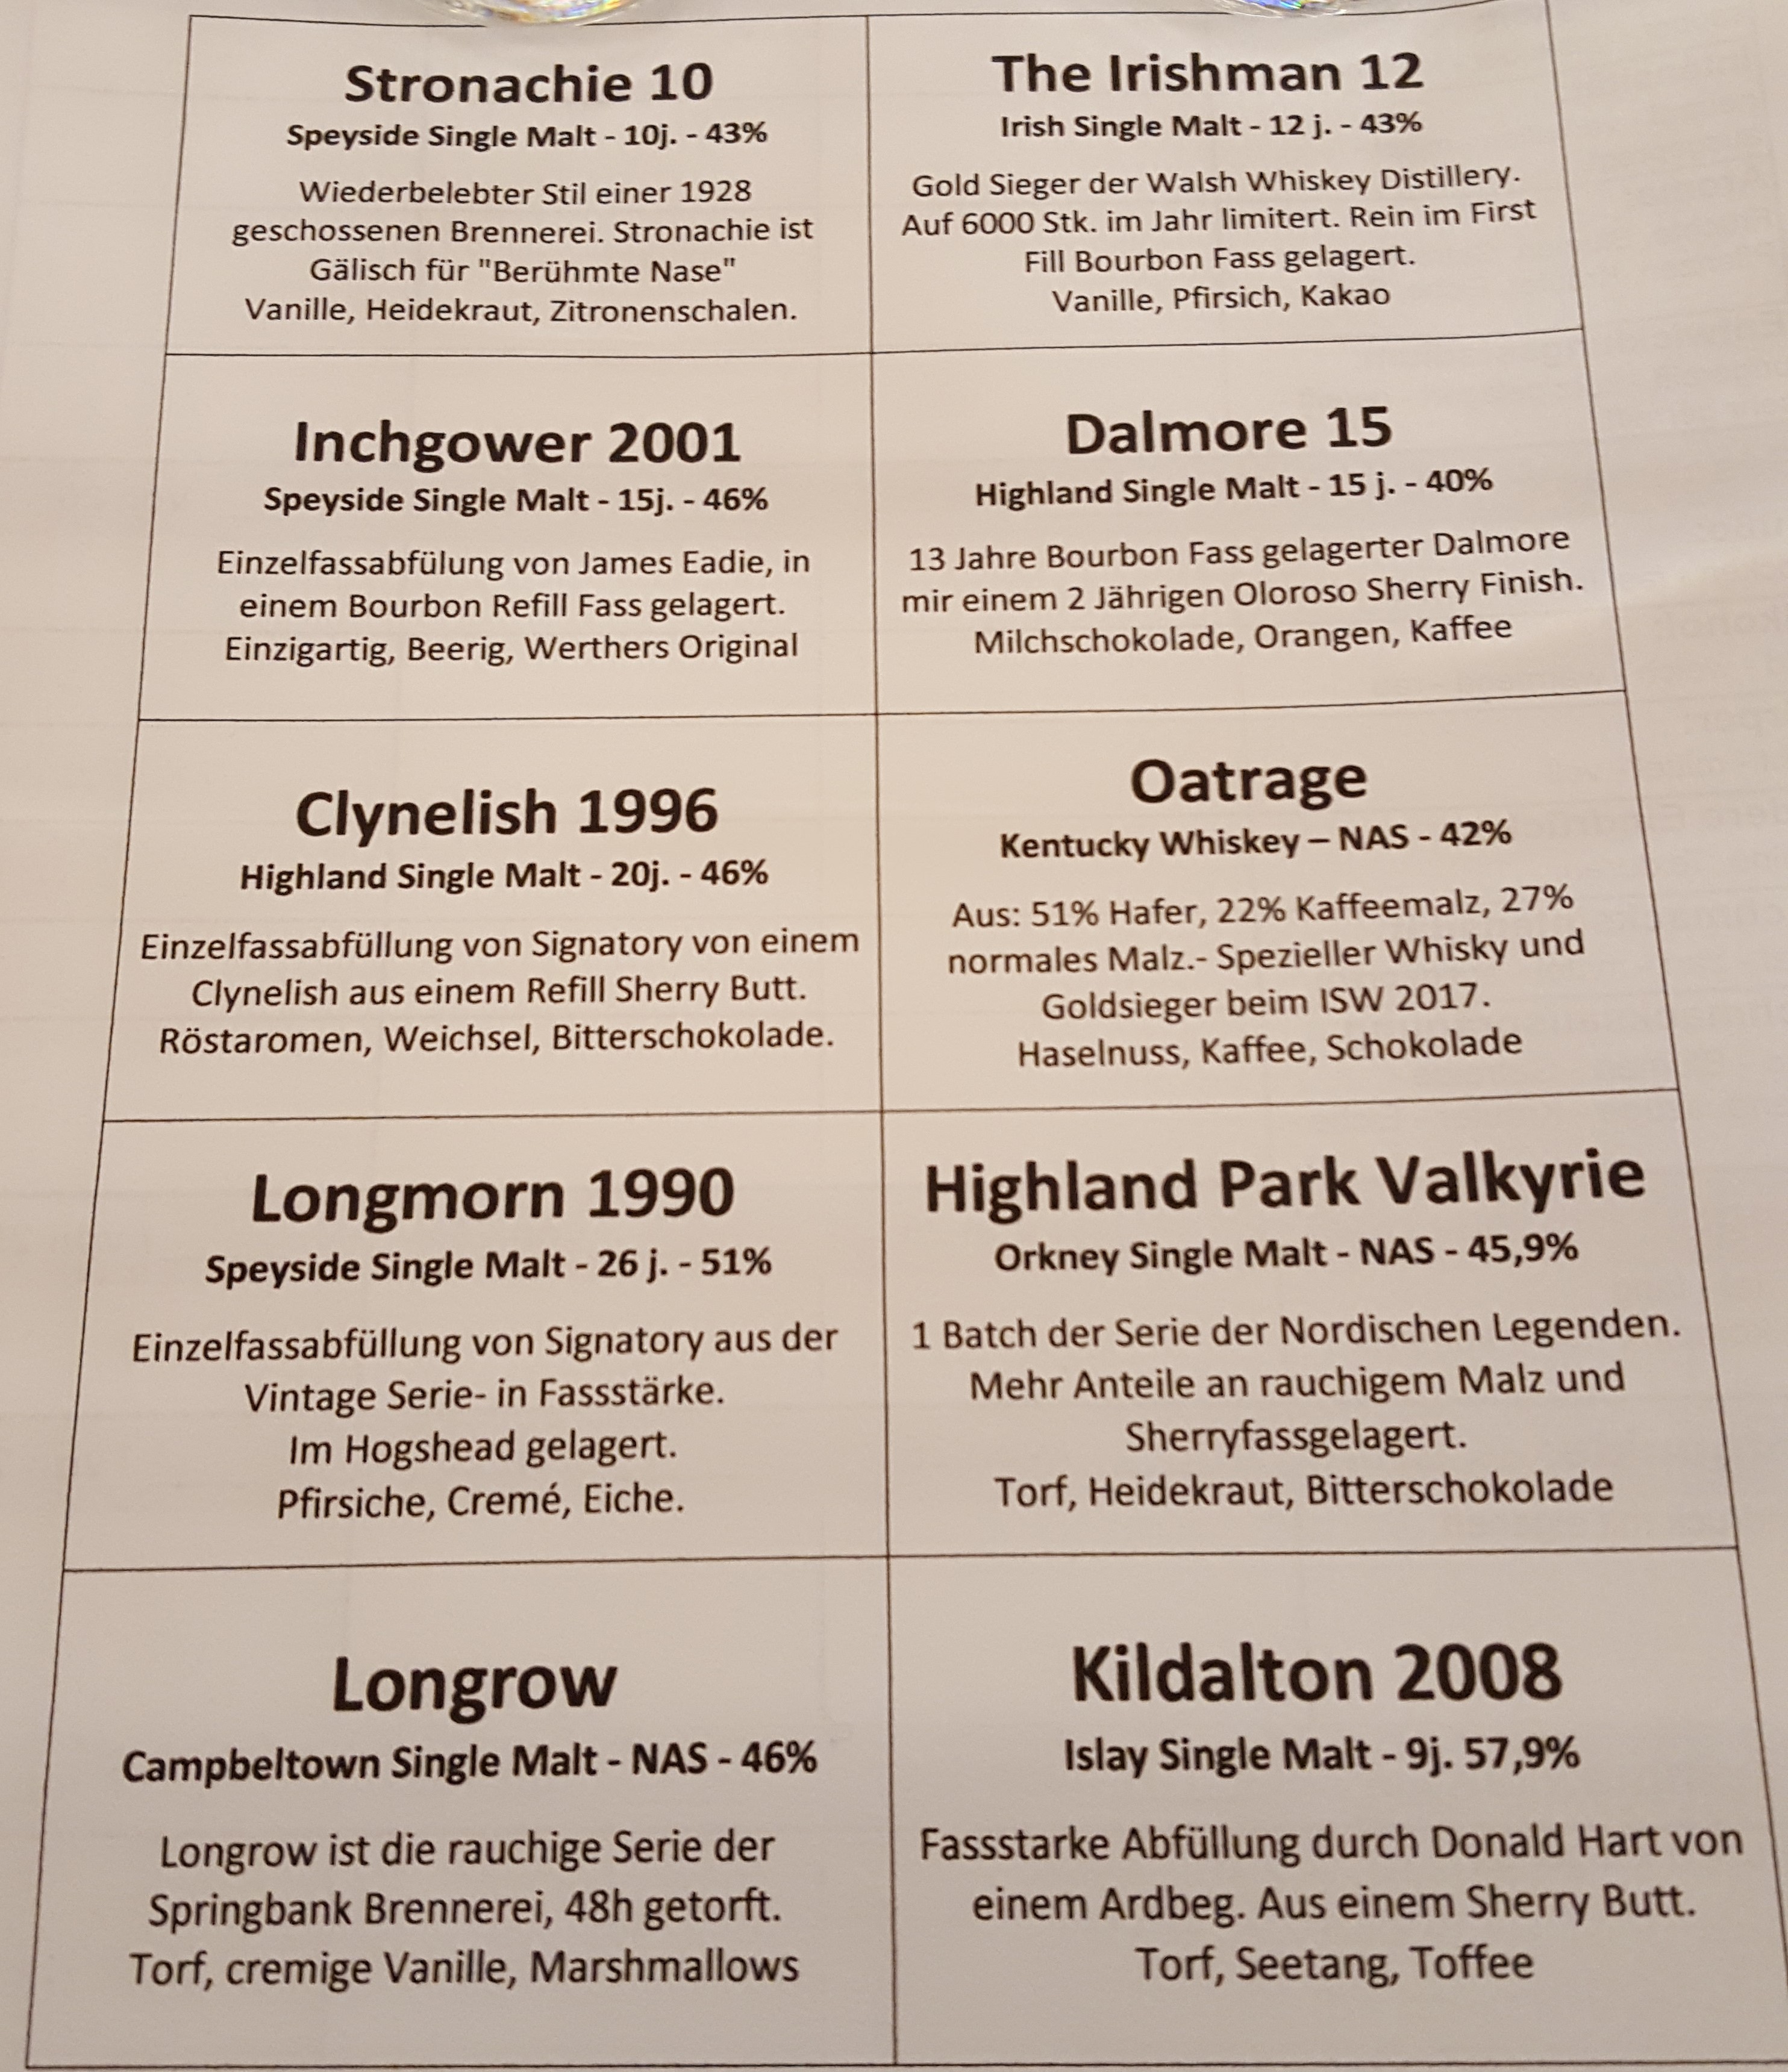 Stronachie 10
Speyside Single Malt - 10j. - 43%
Wiederbelebter Stil einer 1928
geschossenen Brennerei. Stronachie ist
Gälisch für "Berühmte Nase"
Vanille, Heidekraut, Zitronenschalen.
The Irishman 12
Irish Single Malt - 12 j. - 43%
Gold Sieger der Walsh Whiskey Distillery.
Auf 6000 Stk. im Jahr limitert. Rein im First
Fill Bourbon Fass gelagert.
Vanille, Pfirsich, Kakao
Inchgower 2001
Speyside Single Malt - 15j. - 46%
Einzelfassabfülung von James Eadie, in
einem Bourbon Refill Fass gelagert.
Einzigartig, Beerig, Werthers Original
Dalmore 15
Highland Single Malt - 15 j. - 40%
13 Jahre Bourbon Fass gelagerter Dalmore
mir einem 2 Jährigen Oloroso Sherry Finish.
Milchschokolade, Orangen, Kaffee
Clynelish 1996
Highland Single Malt - 20j. - 46%
Einzelfassabfüllung von Signatory von einem
Clynelish aus einem Refill Sherry Butt.
Röstaromen, Weichsel, Bitterschokolade.
Oatrage
Kentucky Whiskey – NAS - 42%
Aus: 51% Hafer, 22% Kaffeemalz, 27%
normales Malz.- Spezieller Whisky und
Goldsieger beim ISW 2017.
Haselnuss, Kaffee, Schokolade
Longmorn 1990
Speyside Single Malt - 26 j. - 51%
Einzelfassabfüllung von Signatory aus der
Vintage Serie- in Fassstärke.
Im Hogshead gelagert.
Pfirsiche, Cremé, Eiche.
Highland Park Valkyrie
Orkney Single Malt - NAS - 45,9%
1 Batch der Serie der Nordischen Legenden.
Mehr Anteile an rauchigem Malz und
Sherryfassgelagert.
Torf, Heidekraut, Bitterschokolade
Longrow
Campbeltown Single Malt - NAS - 46%
Longrow ist die rauchige Serie der
Springbank Brennerei, 48h getorft.
Torf, cremige Vanille, Marshmallows
Kildalton 2008
Islay Single Malt - 9j. 57,9%
Fassstarke Abfüllung durch Donald Hart von
einem Ardbeg. Aus einem Sherry Butt.
Torf, Seetang, Toffee